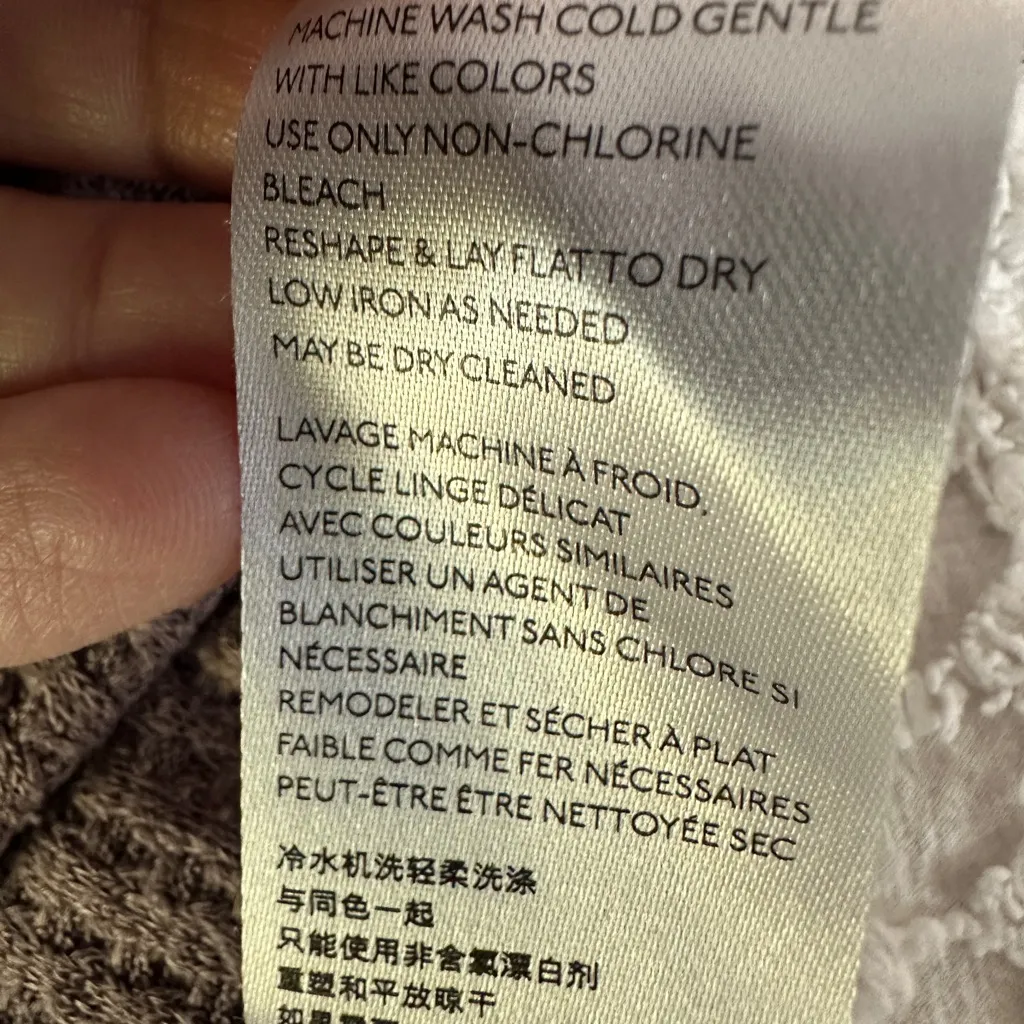 MACHINE WASH COLD GENTLE
WITH LIKE COLORS
USE ONLY NON-CHLORINE
BLEACH
RESHAPE & LAY FLAT TO DRY
LOW IRON AS NEEDED
MAY BE DRY CLEANED
LAVAGE MACHINE À FROID,
CYCLE LINGE DÉLICAT
AVEC COULEURS SIMILAIRES
UTILISER UN AGENT DE
BLANCHIMENT SANS CHLORE SI
NÉCESSAIRE
REMODELER ET SÉCHER À PLAT
FAIBLE COMME FER NÉCESSAIRES
PEUT-ÊTRE ÊTRE NETTOYÉE SEC
冷水机洗轻柔洗涤
与同色一起
只能使用非含氯漂白剂
重塑和平放晾干